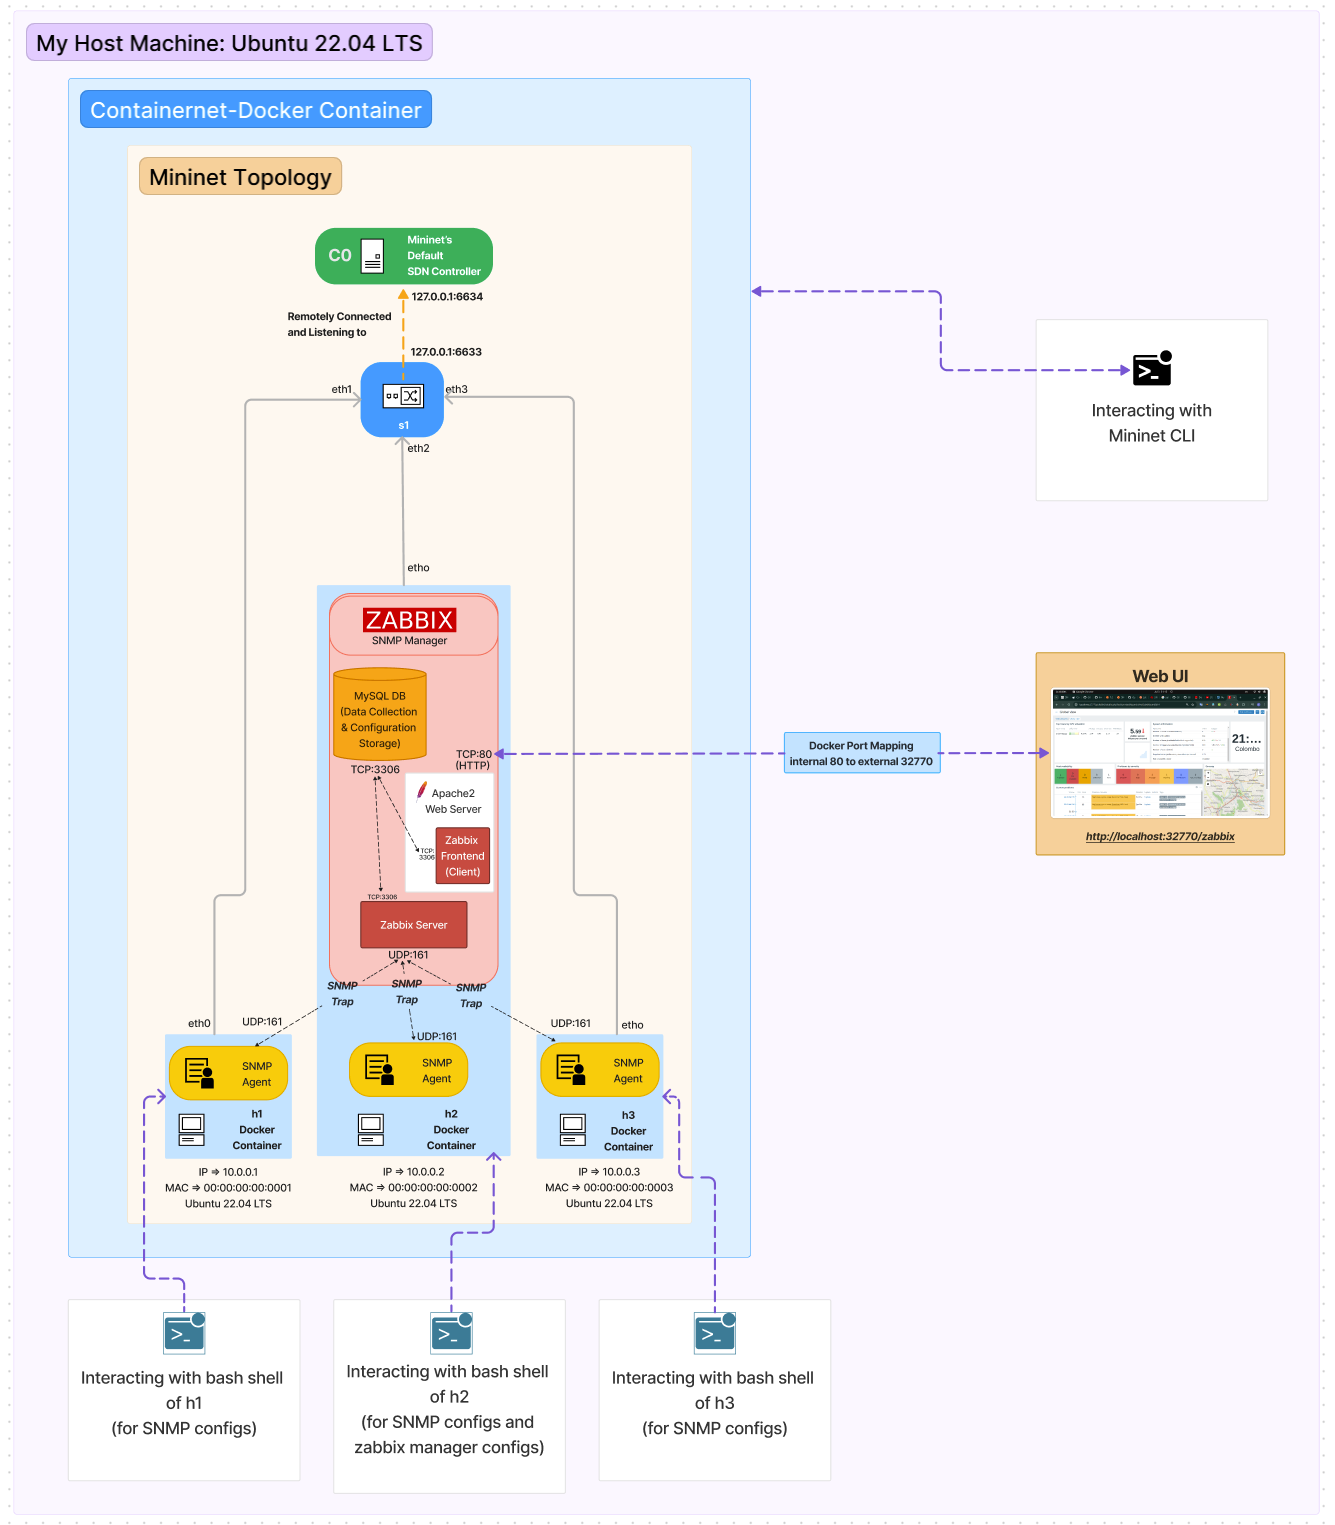 My Host Machine: Ubuntu 22.04 LTS
Containernet-Docker Container
Mininet Topology
C0
Mininet's
Default
SDN Controller
127.0.0.1:6634
Remotely Connected
and Listening to
127.0.0.1:6633
eth1
eth3
s1
eth2
etho
Interacting with
Mininet CLI
ZABBIX
SNMP Manager
MySQL DB
(Data Collection
& Configuration
Storage)
TCP:3306
TCP:80
(HTTP)
Apache2
Web Server
Zabbix
Frontend
(Client)
TCP:
3306
TCP:3306
Zabbix Server
UDP:161
Docker Port Mapping
internal 80 to external 32770
Web UI
21:...
Colombo
http://localhost:32770/zabbix
SNMP
Trap
SNMP
Trap
SNMP
Trap
eth0
UDP:161
UDP:161
UDP:161
etho
SNMP
Agent
SNMP
Agent
SNMP
Agent
h1
Docker
Container
h2
Docker
Container
h3
Docker
Container
IP => 10.0.0.1
MAC => 00:00:00:00:0001
Ubuntu 22.04 LTS
IP => 10.0.0.2
MAC => 00:00:00:00:0002
Ubuntu 22.04 LTS
IP => 10.0.0.3
MAC => 00:00:00:00:0003
Ubuntu 22.04 LTS
Interacting with bash shell
of h1
(for SNMP configs)
Interacting with bash shell
of h2
(for SNMP configs and
zabbix manager configs)
Interacting with bash shell
of h3
(for SNMP configs)